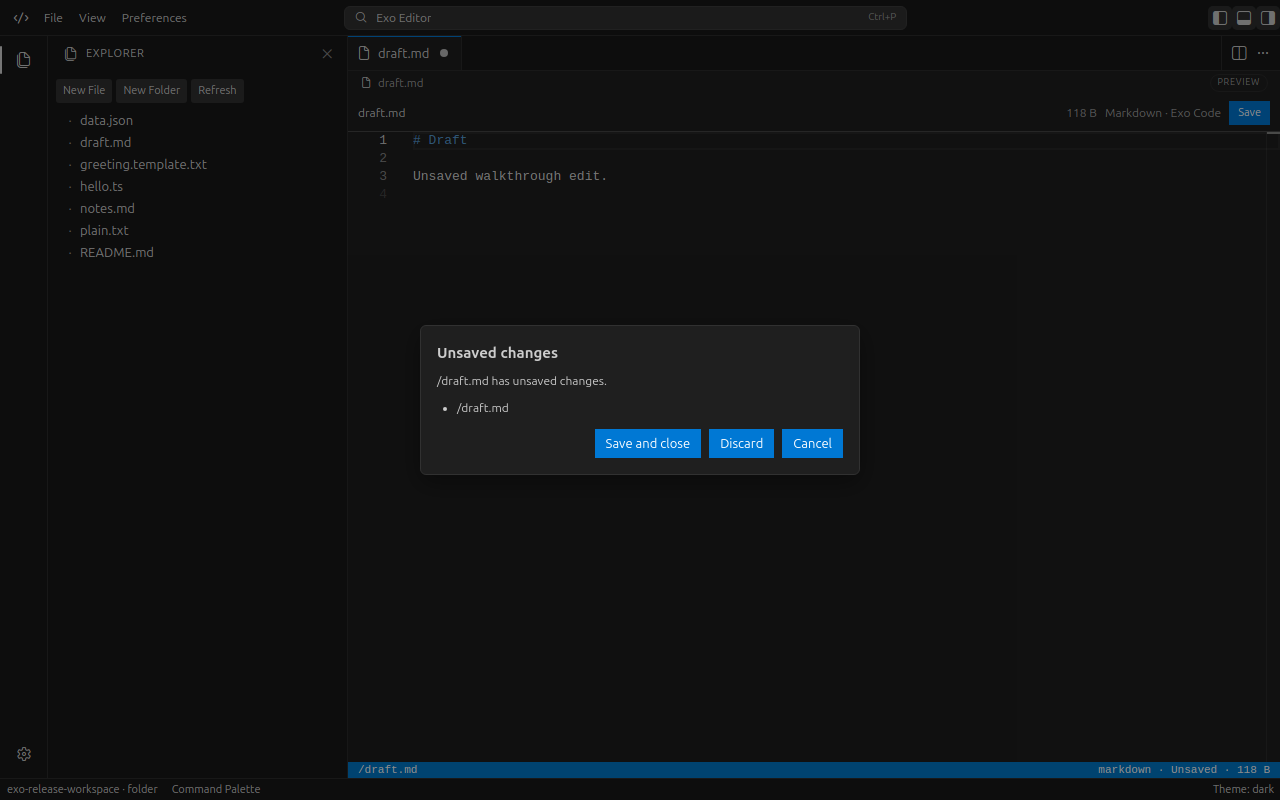 File View Preferences
Exo Editor Ctrl+P
EXPLORER
New File New Folder Refresh
data.json
draft.md
greeting.template.txt
hello.ts
notes.md
plain.txt
README.md
draft.md
draft.md PREVIEW
draft.md 118 B Markdown · Exo Code Save
1 # Draft
2
3 Unsaved walkthrough edit.
4
Unsaved changes
/draft.md has unsaved changes.
• /draft.md
Save and close Discard Cancel
/draft.md markdown · Unsaved · 118 B
exo-release-workspace · folder Command Palette Theme: dark